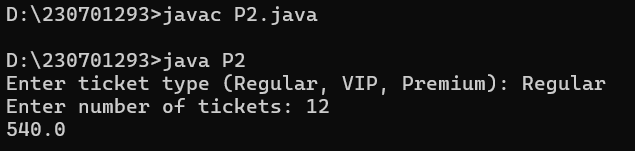 D:\230701293>javac P2.java
D:\230701293>java P2
Enter ticket type (Regular, VIP, Premium): Regular
Enter number of tickets: 12
540.0